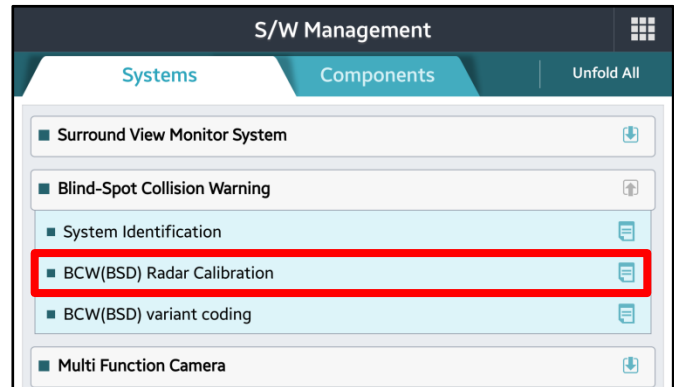 S/W Management
Systems
Components
Unfold All
Surround View Monitor System
Blind-Spot Collision Warning
System Identification
BCW(BSD) Radar Calibration
BCW(BSD) variant coding
Multi Function Camera